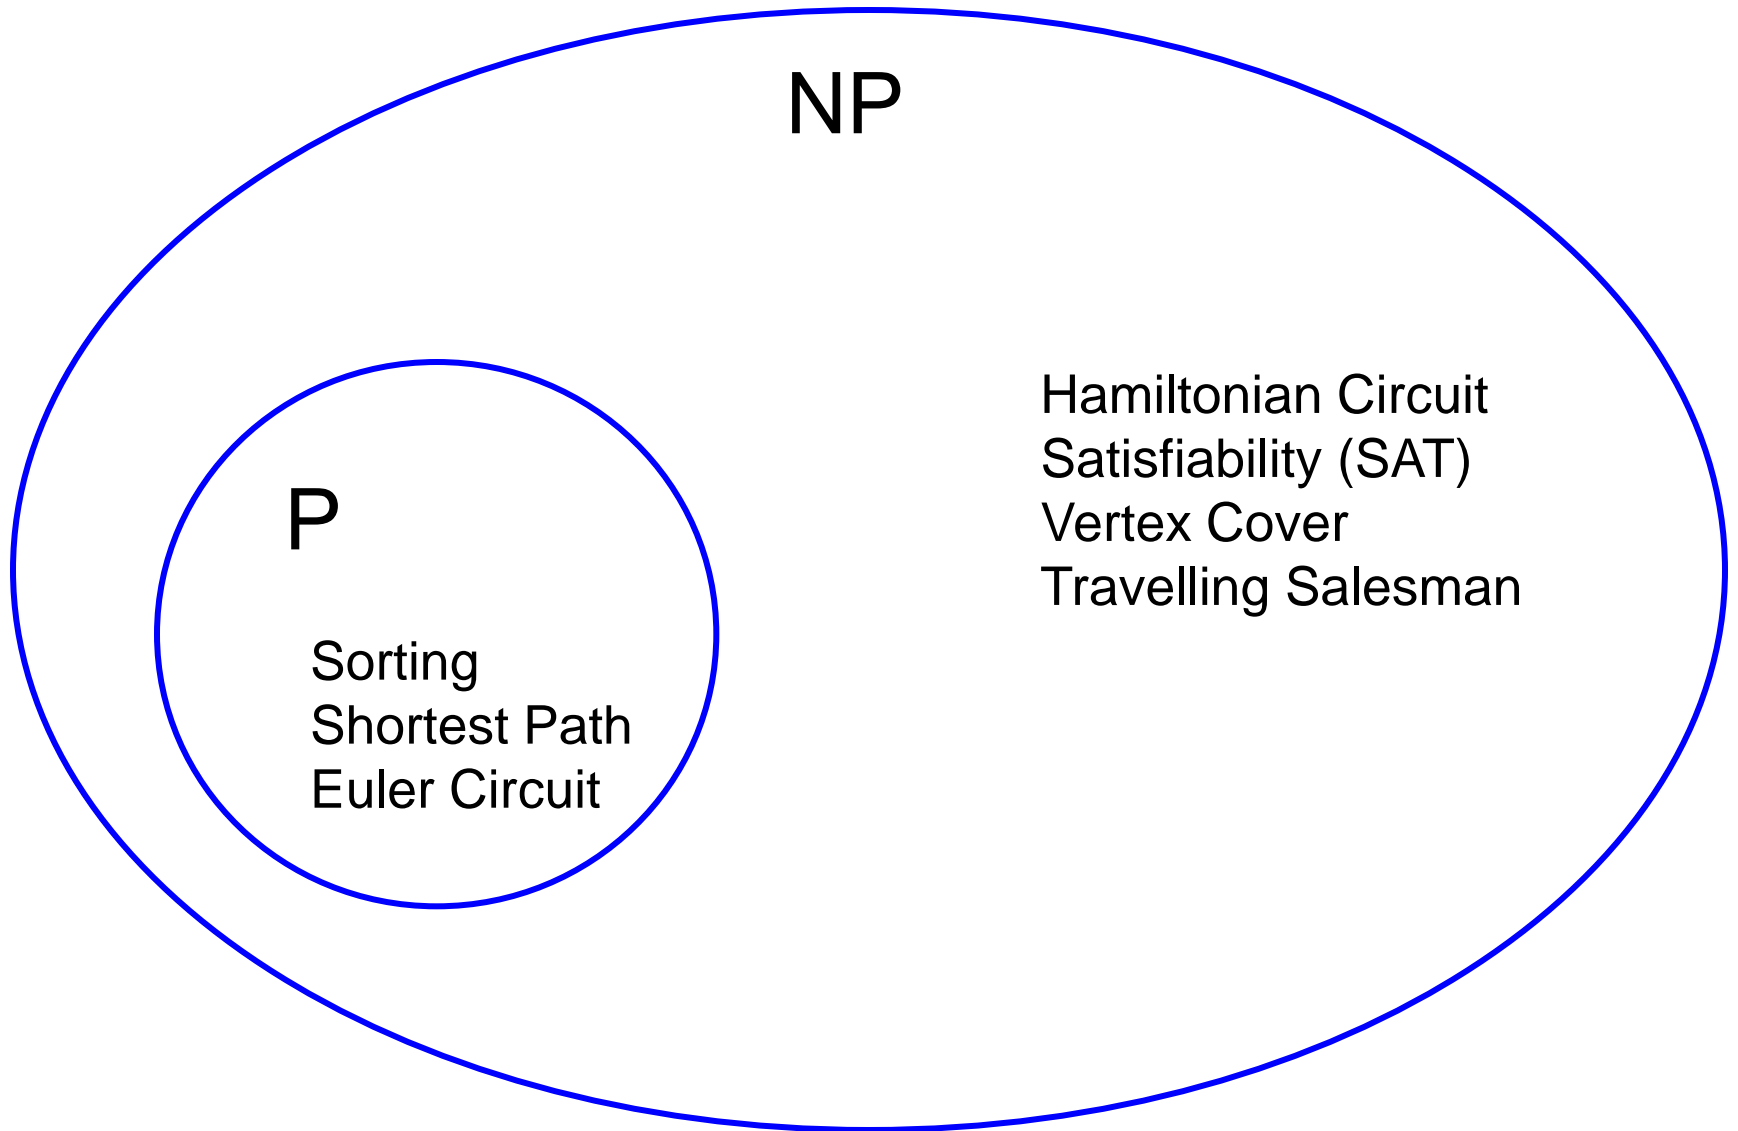 NP
Hamiltonian Circuit
Satisfiability (SAT)
Vertex Cover
Travelling Salesman
P
Sorting
Shortest Path
Euler Circuit